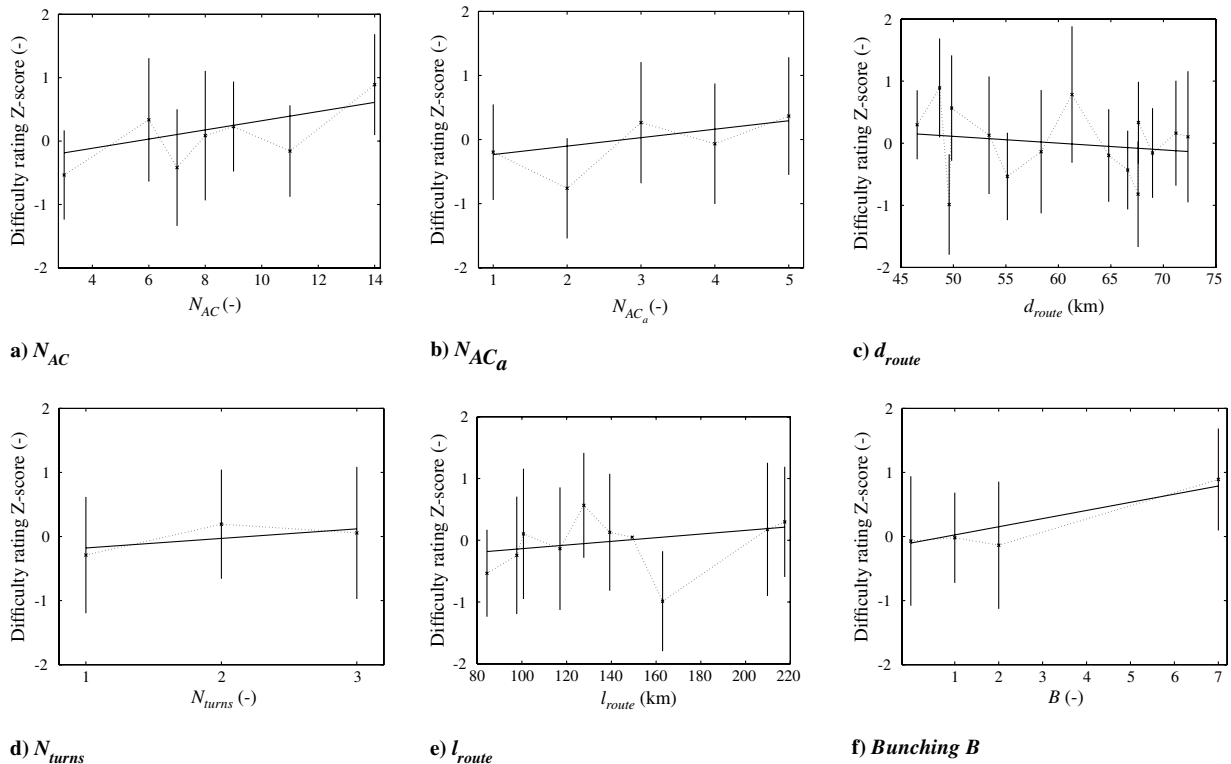 Difficulty rating Z-score (-)
2
1
0
-1
-2
4 6 8 10 12 14
N_AC (-)
a) N_AC
Difficulty rating Z-score (-)
2
1
0
-1
-2
1 2 3 4 5
N_AC_a (-)
b) N_AC_a
Difficulty rating Z-score (-)
2
1
0
-1
-2
45 50 55 60 65 70 75
d_route (km)
c) d_route
Difficulty rating Z-score (-)
2
1
0
-1
-2
1 2 3
N_turns (-)
d) N_turns
Difficulty rating Z-score (-)
2
1
0
-1
-2
80 100 120 140 160 180 200 220
l_route (km)
e) l_route
Difficulty rating Z-score (-)
2
1
0
-1
-2
1 2 3 4 5 6 7
B (-)
f) Bunching B